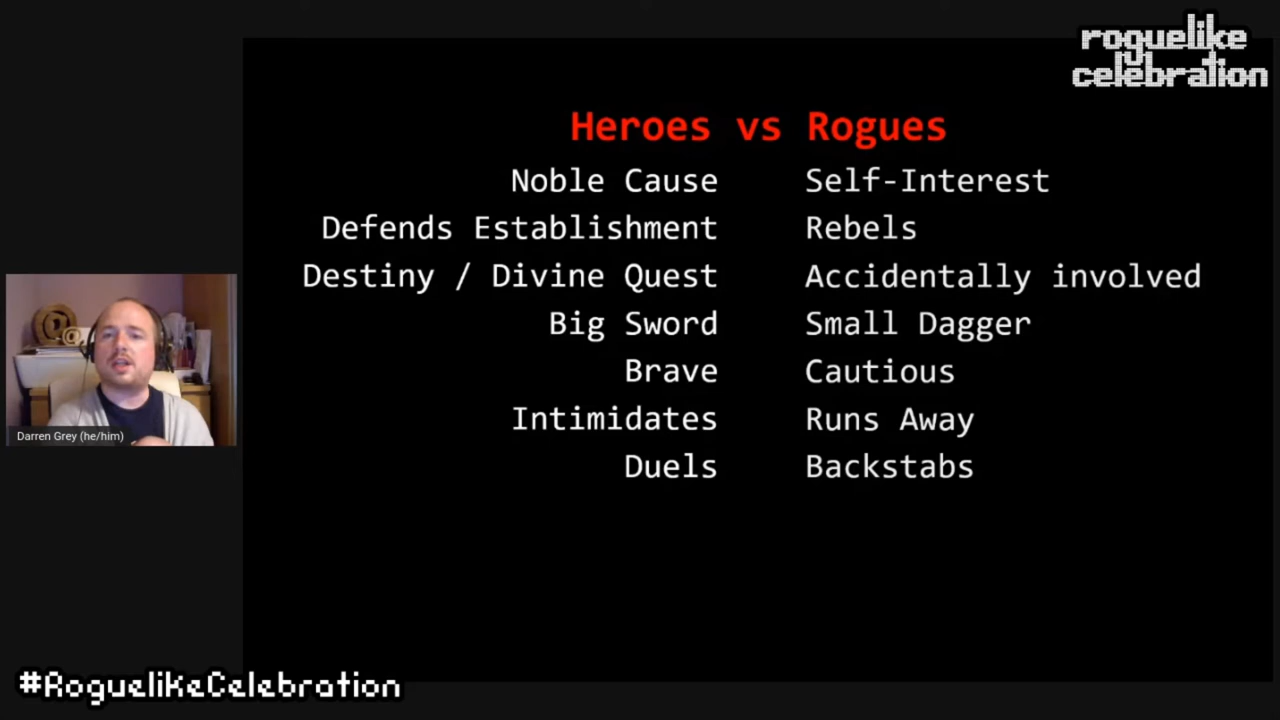 roguelike
celebration
Heroes vs Rogues
Noble Cause Self-Interest
Defends Establishment Rebels
Destiny / Divine Quest Accidentally involved
Big Sword Small Dagger
Brave Cautious
Intimidates Runs Away
Duels Backstabs
@
@
Darren Grey (he/him)
#RoguelikeCelebration